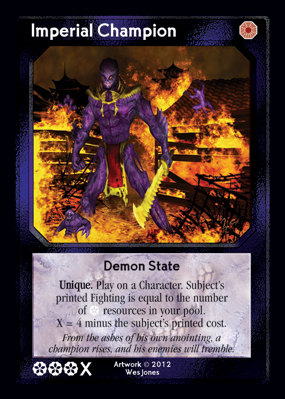 Imperial Champion
Demon State
Unique. Play on a Character. Subject's
printed Fighting is equal to the number
of resources in your pool.
X = 4 minus the subject's printed cost.
From the ashes of his own anointing, a
champion rises, and his enemies will tremble.
X
Artwork © 2012
WesJones